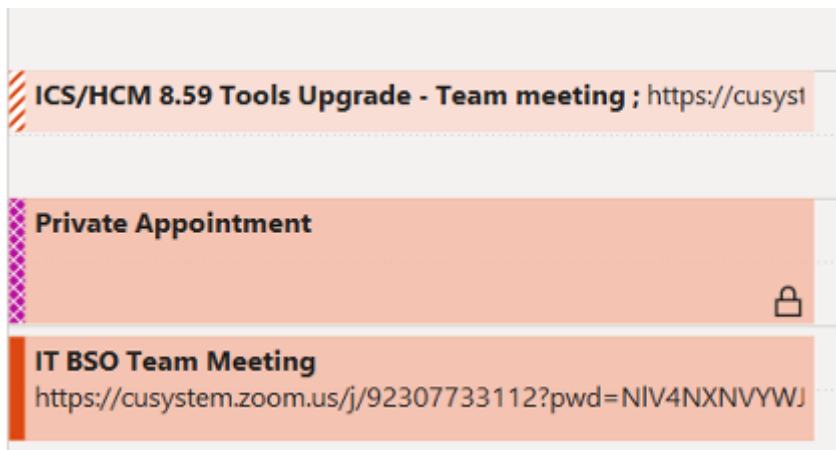 ICS/HCM 8.59 Tools Upgrade - Team meeting ; https://cusyst
Private Appointment
IT BSO Team Meeting
https://cusystem.zoom.us/j/92307733112?pwd=NlV4NXNVYWJ